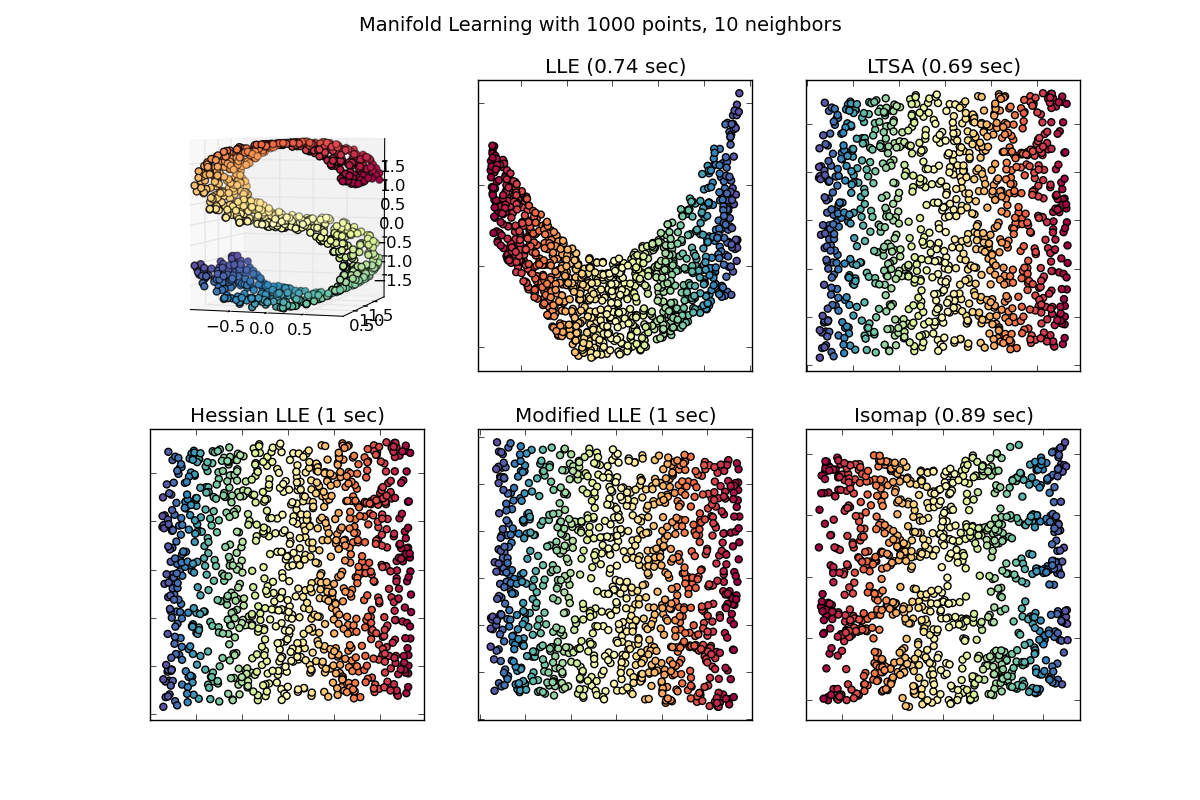 Manifold Learning with 1000 points, 10 neighbors
LLE (0.74 sec)
LTSA (0.69 sec)
1.5
1.0
0.5
0.0
−0.5
−1.0
−1.5
−0.5 0.0 0.5
Hessian LLE (1 sec)
Modified LLE (1 sec)
Isomap (0.89 sec)